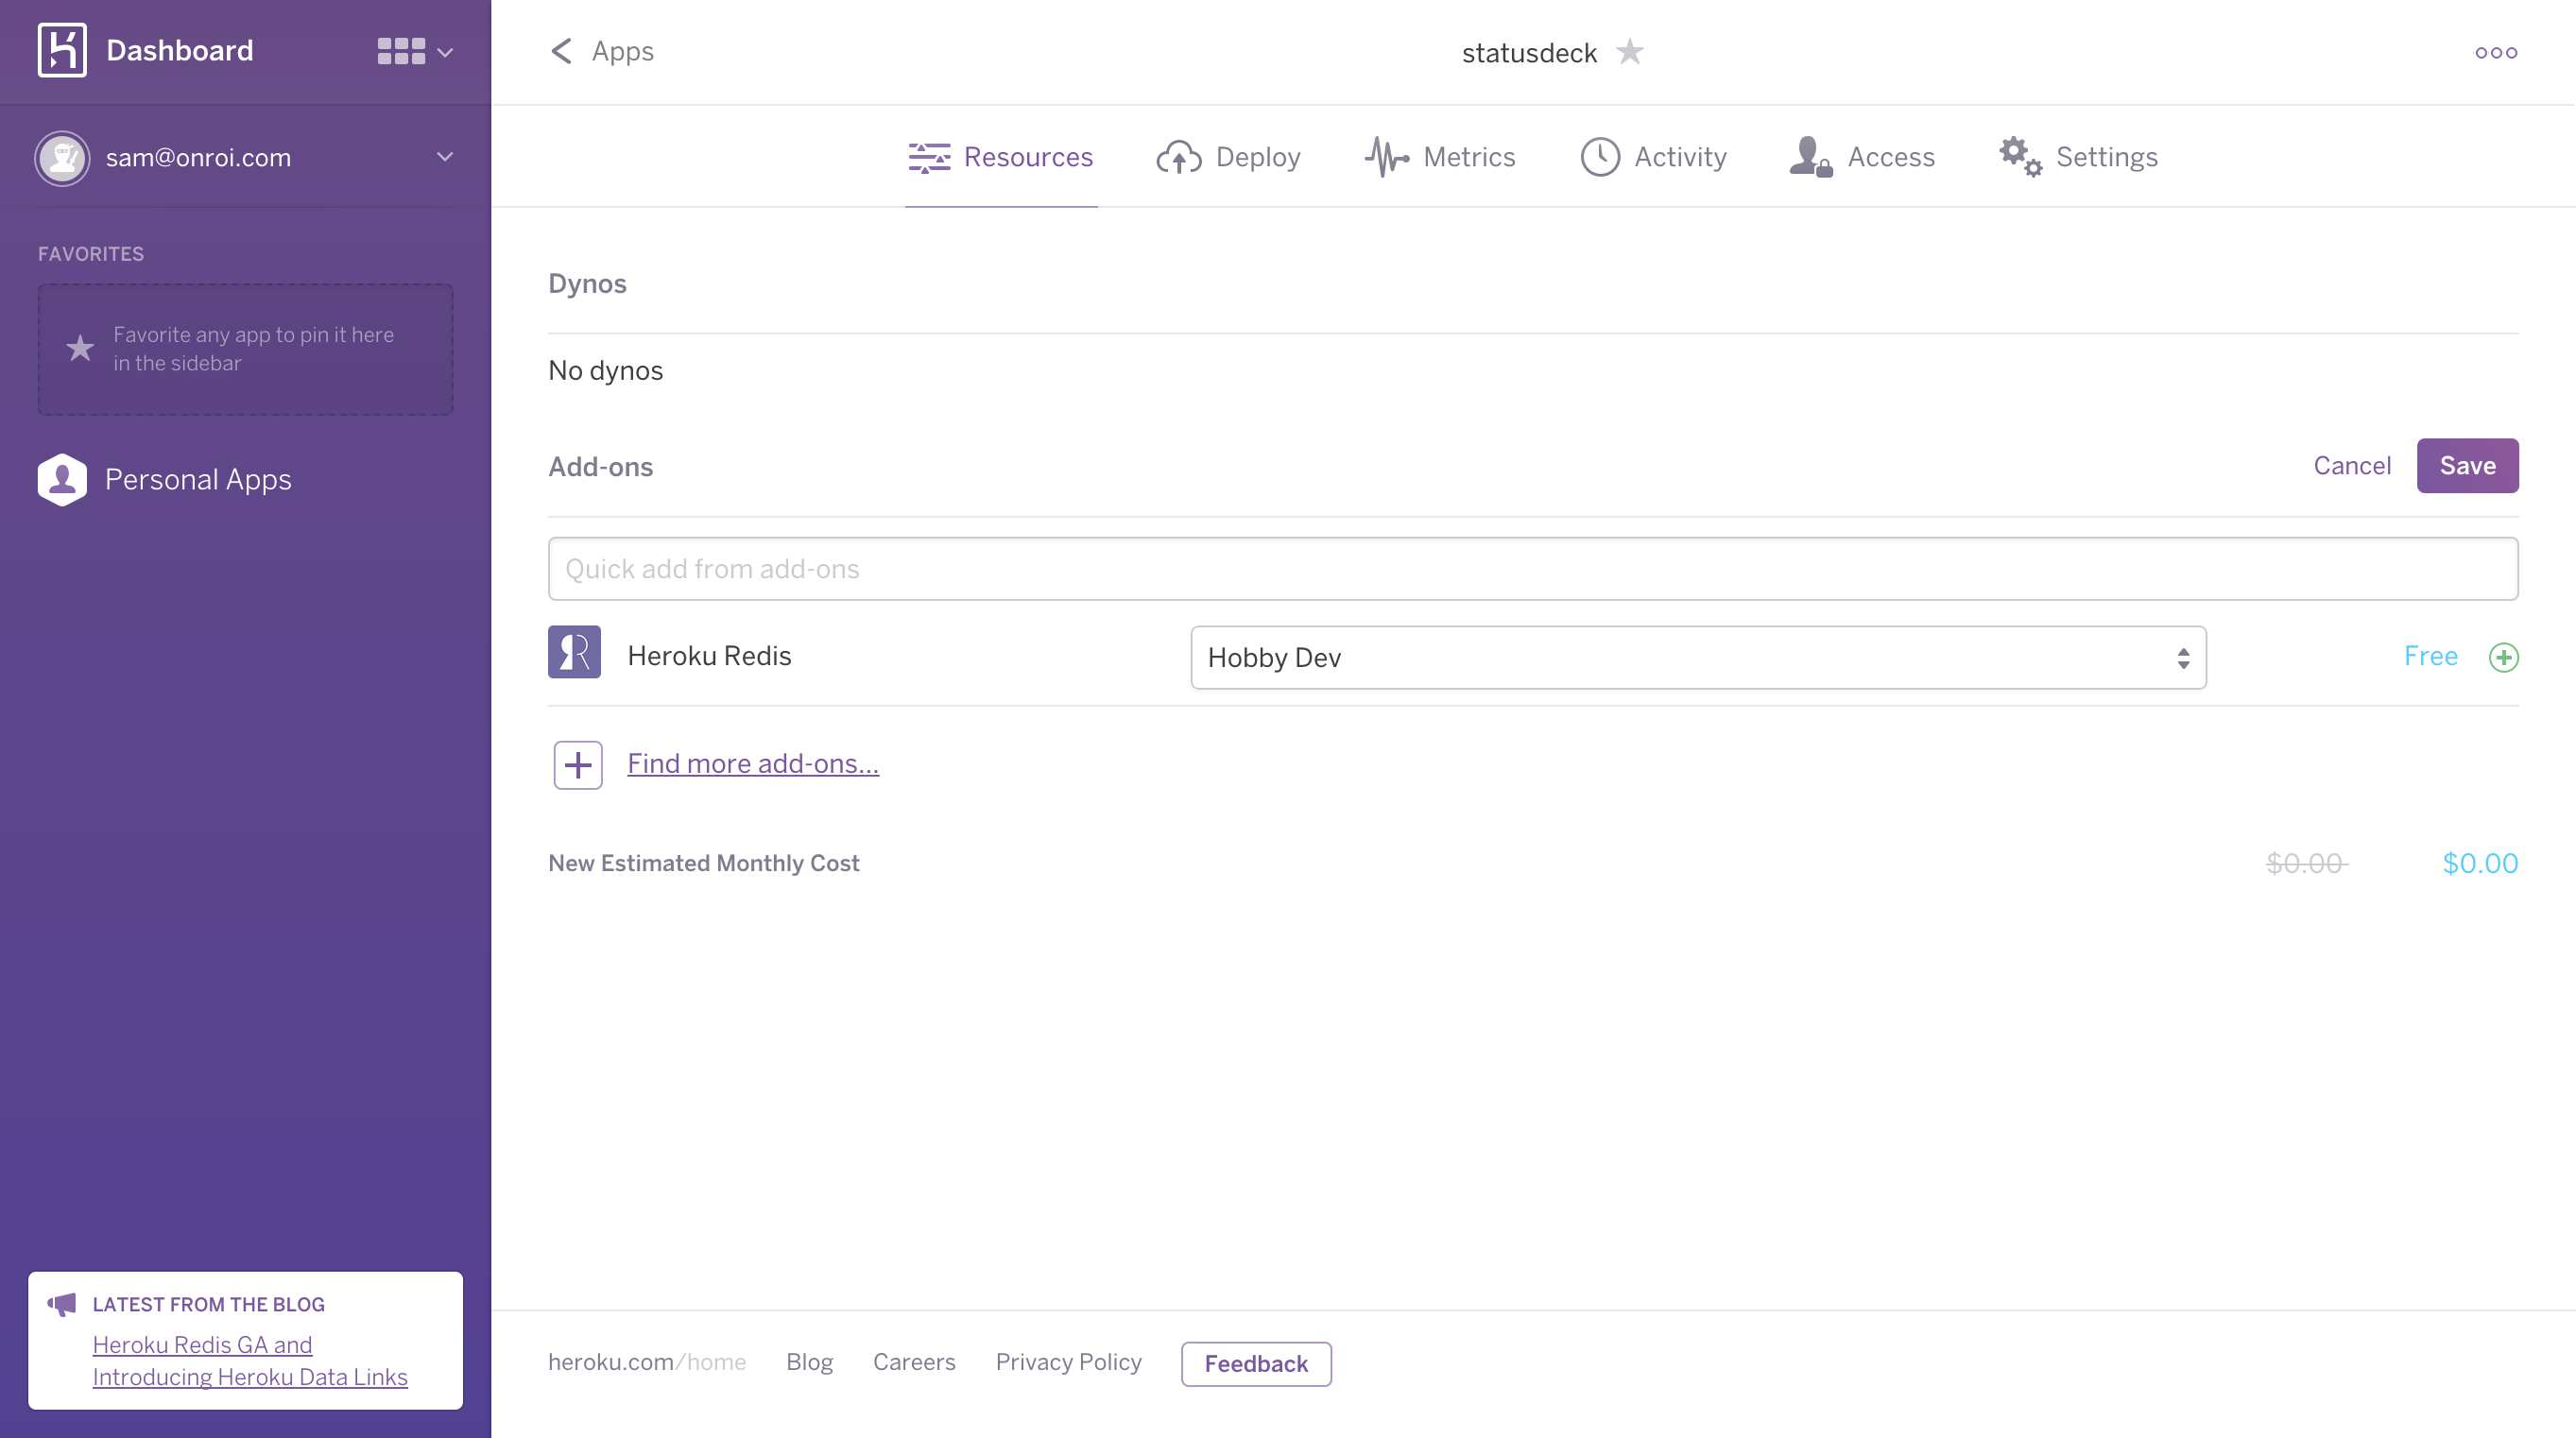 Dashboard
sam@onroi.com
FAVORITES
Favorite any app to pin it here
in the sidebar
Personal Apps
LATEST FROM THE BLOG
Heroku Redis GA and
Introducing Heroku Data Links
Apps
statusdeck
Resources
Deploy
Metrics
Activity
Access
Settings
Dynos
No dynos
Add-ons
Cancel
Save
Quick add from add-ons
Heroku Redis
Hobby Dev
Free
Find more add-ons...
New Estimated Monthly Cost
$0.00
$0.00
heroku.com/home
Blog
Careers
Privacy Policy
Feedback